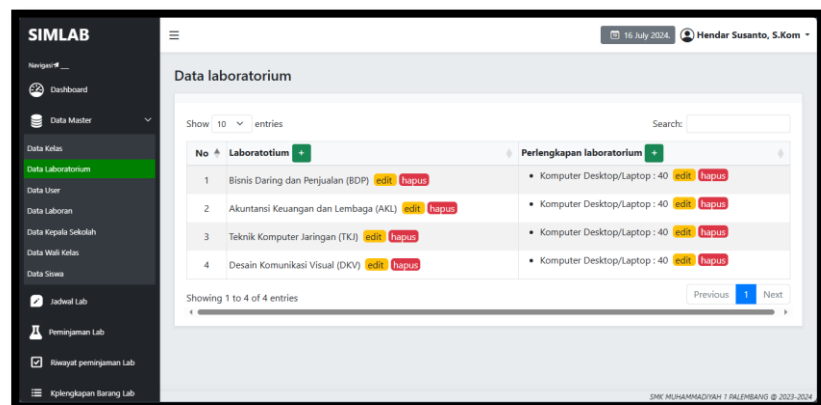 SIMLAB
16 July 2024.
Hendar Susanto, S.Kom
Navigasi
Dashboard
Data Master
Data Kelas
Data Laboratorium
Data User
Data Laboran
Data Kepala Sekolah
Data Wali Kelas
Data Siswa
Jadwal Lab
Peminjaman Lab
Riwayat peminjaman Lab
Kplengkapan Barang Lab
Data laboratorium
Show 10 entries
Search:
No Laboratotium + Perlengkapan laboratorium +
1 Bisnis Daring dan Penjualan (BDP) edit hapus • Komputer Desktop/Laptop : 40 edit hapus
2 Akuntansi Keuangan dan Lembaga (AKL) edit hapus • Komputer Desktop/Laptop : 40 edit hapus
3 Teknik Komputer Jaringan (TKJ) edit hapus • Komputer Desktop/Laptop : 40 edit hapus
4 Desain Komunikasi Visual (DKV) edit hapus • Komputer Desktop/Laptop : 40 edit hapus
Showing 1 to 4 of 4 entries
Previous 1 Next
SMK MUHAMMADIYAH 1 PALEMBANG @ 2023-2024